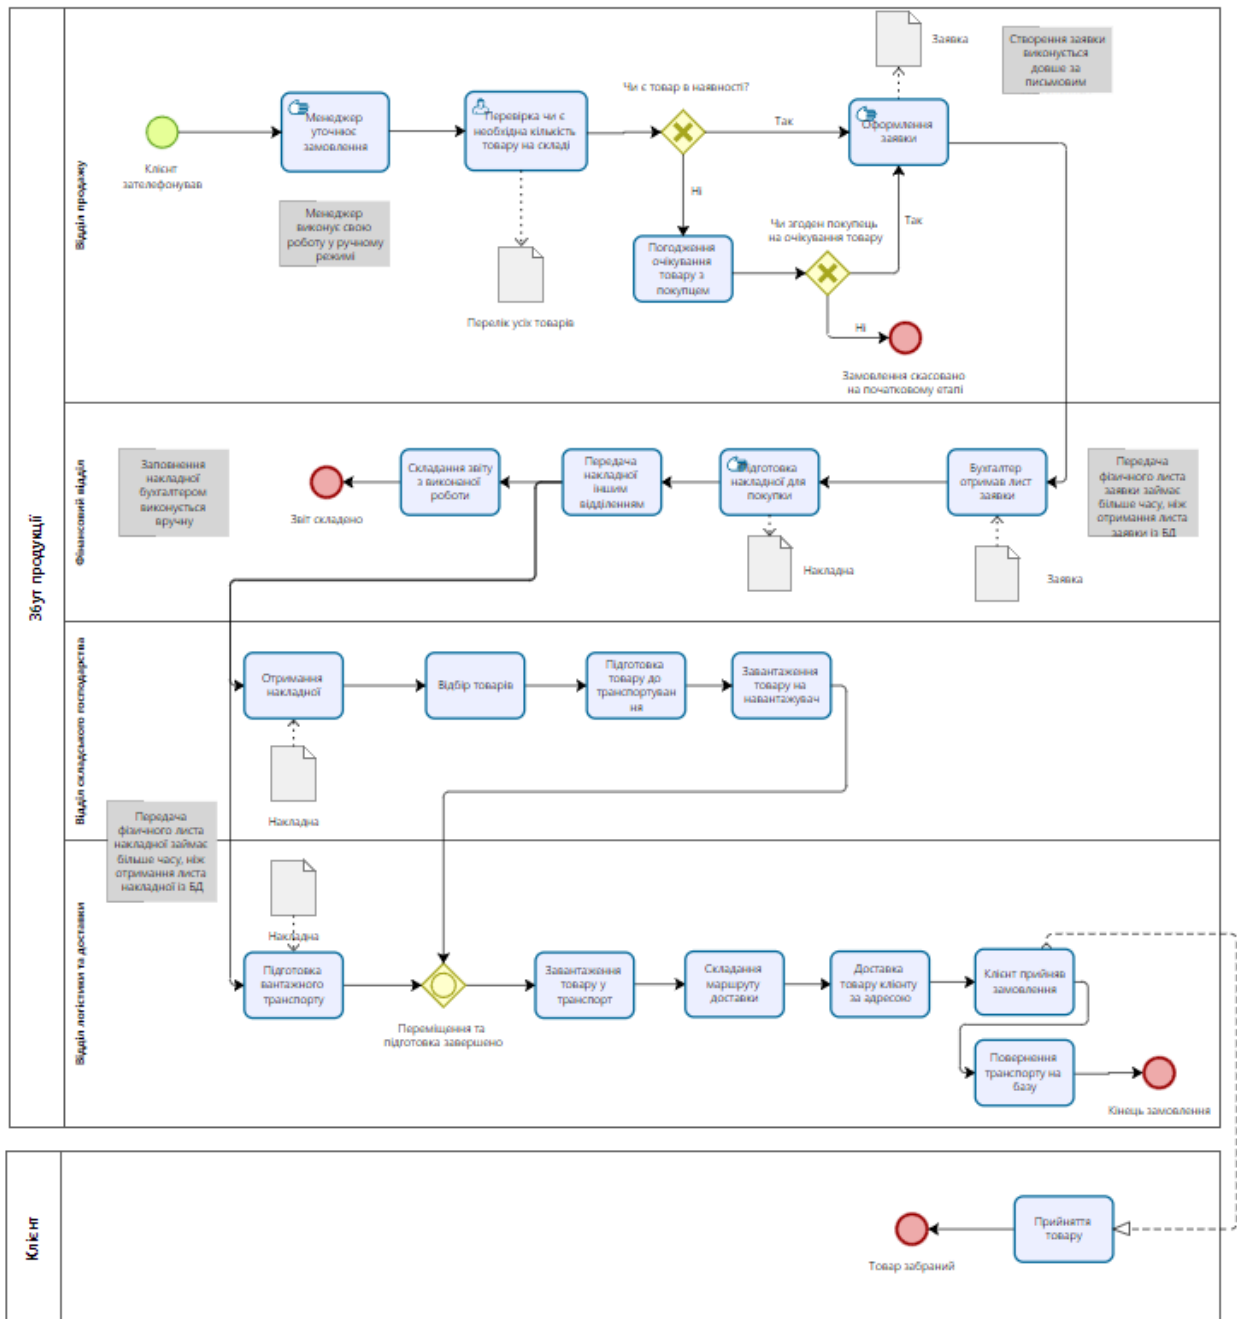 Збут продукції
Відділ продажу
Клієнт
зателефонував
Менеджер
уточнює
замовлення
Менеджер
виконує свою
роботу у ручному
режимі
Перевірка чи є
необхідна кількість
товару на складі
Перелік усіх товарів
Чи є товар в наявності?
Так
Ні
Погодження
очікування
товару з
покупцем
Чи згоден покупець
на очікування товару
Так
Ні
Замовлення скасовано
на початковому етапі
Оформлення
заявки
Заявка
Створення заявки
виконується
довше за
письмовим
Фінансовий відділ
Заповнення
накладної
бухгалтером
виконується
вручну
Звіт складено
Складання звіту
з виконаної
роботи
Передача
накладної
іншим
відділенням
Підготовка
накладної для
покупки
Накладна
Бухгалтер
отримав лист
заявки
Заявка
Передача
фізичного листа
заявки займає
більше часу, ніж
отримання листа
заявки із БД
Відділ складського господарства
Отримання
накладної
Накладна
Відбір товарів
Підготовка
товару до
транспортуван
ня
Завантаження
товару на
навантажувач
Передача
фізичного листа
накладної займає
більше часу, ніж
отримання листа
накладної із БД
Відділ логістики та доставки
Накладна
Підготовка
вантажного
транспорту
Переміщення та
підготовка завершено
Завантаження
товару у
транспорт
Складання
маршруту
доставки
Доставка
товару клієнту
за адресою
Клієнт прийняв
замовлення
Повернення
транспорту на
базу
Кінець замовлення
Клієнт
Товар забраний
Прийняття
товару